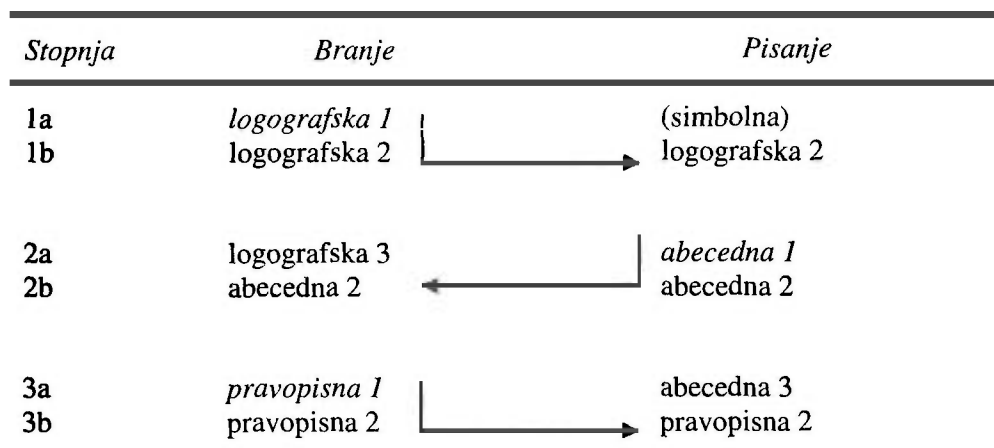 Stopnja Branje Pisanje
1a logografska 1 (simbolna)
1b logografska 2 logografska 2
2a logografska 3 abecedna 1
2b abecedna 2 abecedna 2
3a pravopisna 1 abecedna 3
3b pravopisna 2 pravopisna 2